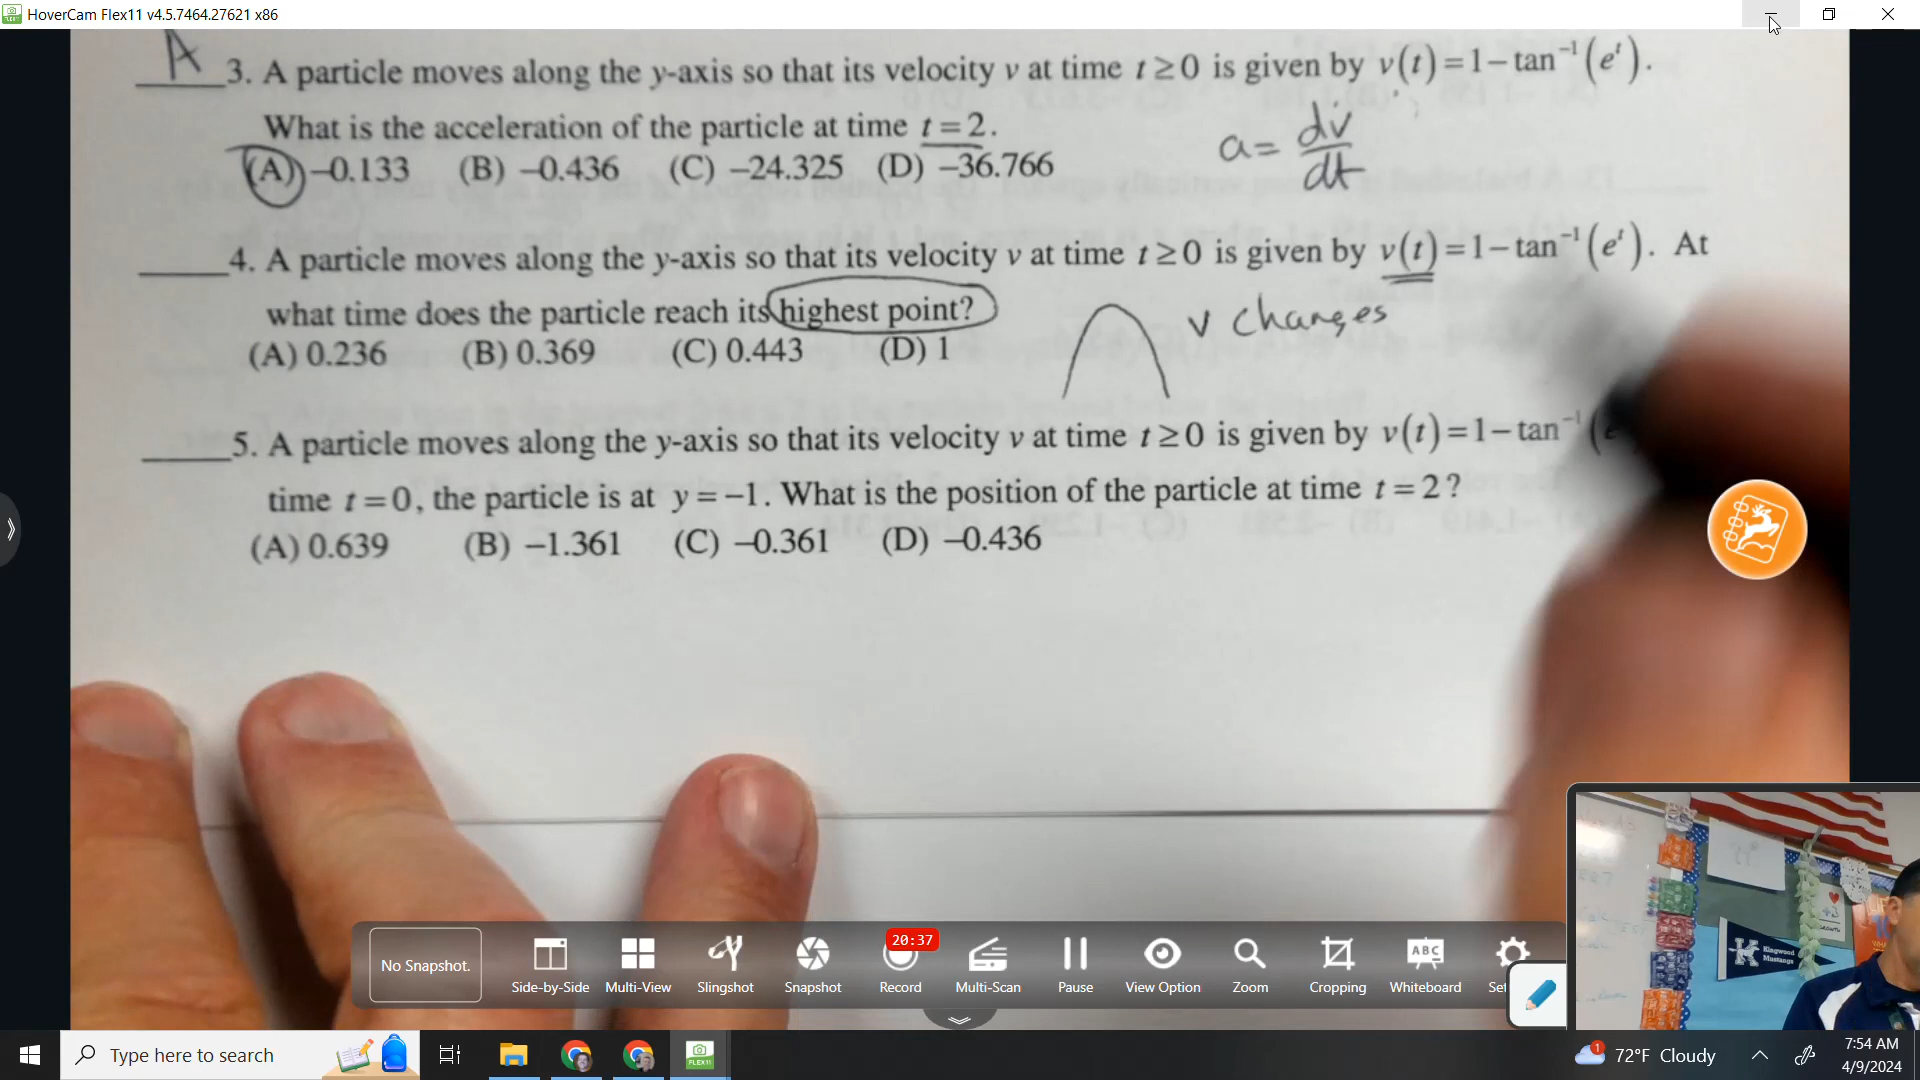 HoverCam Flex11 v4.5.7464.27621 x86
A 3. A particle moves along the y-axis so that its velocity v at time t ≥ 0 is given by v(t) = 1 − tan⁻¹(eᵗ).
What is the acceleration of the particle at time t = 2.
a = dv/dt
(A) −0.133 (B) −0.436 (C) −24.325 (D) −36.766
4. A particle moves along the y-axis so that its velocity v at time t ≥ 0 is given by v(t) = 1 − tan⁻¹(eᵗ). At
what time does the particle reach its highest point?
v changes
(A) 0.236 (B) 0.369 (C) 0.443 (D) 1
5. A particle moves along the y-axis so that its velocity v at time t ≥ 0 is given by v(t) = 1 − tan⁻¹(e
time t = 0, the particle is at y = −1. What is the position of the particle at time t = 2?
(A) 0.639 (B) −1.361 (C) −0.361 (D) −0.436
K Kingwood
Mustangs
No Snapshot.
20:37
ABC
Side-by-Side Multi-View Slingshot Snapshot Record Multi-Scan Pause View Option Zoom Cropping Whiteboard Set
FLEX11
Type here to search
1
72°F Cloudy
7:54 AM
4/9/2024